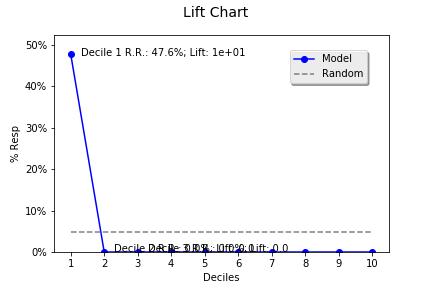 Lift Chart
50%
Decile 1 R.R.: 47.6%; Lift: 1e+01
Model
Random
40%
30%
20%
10%
0%
% Resp
1 2 3 4 5 6 7 8 9 10
Deciles